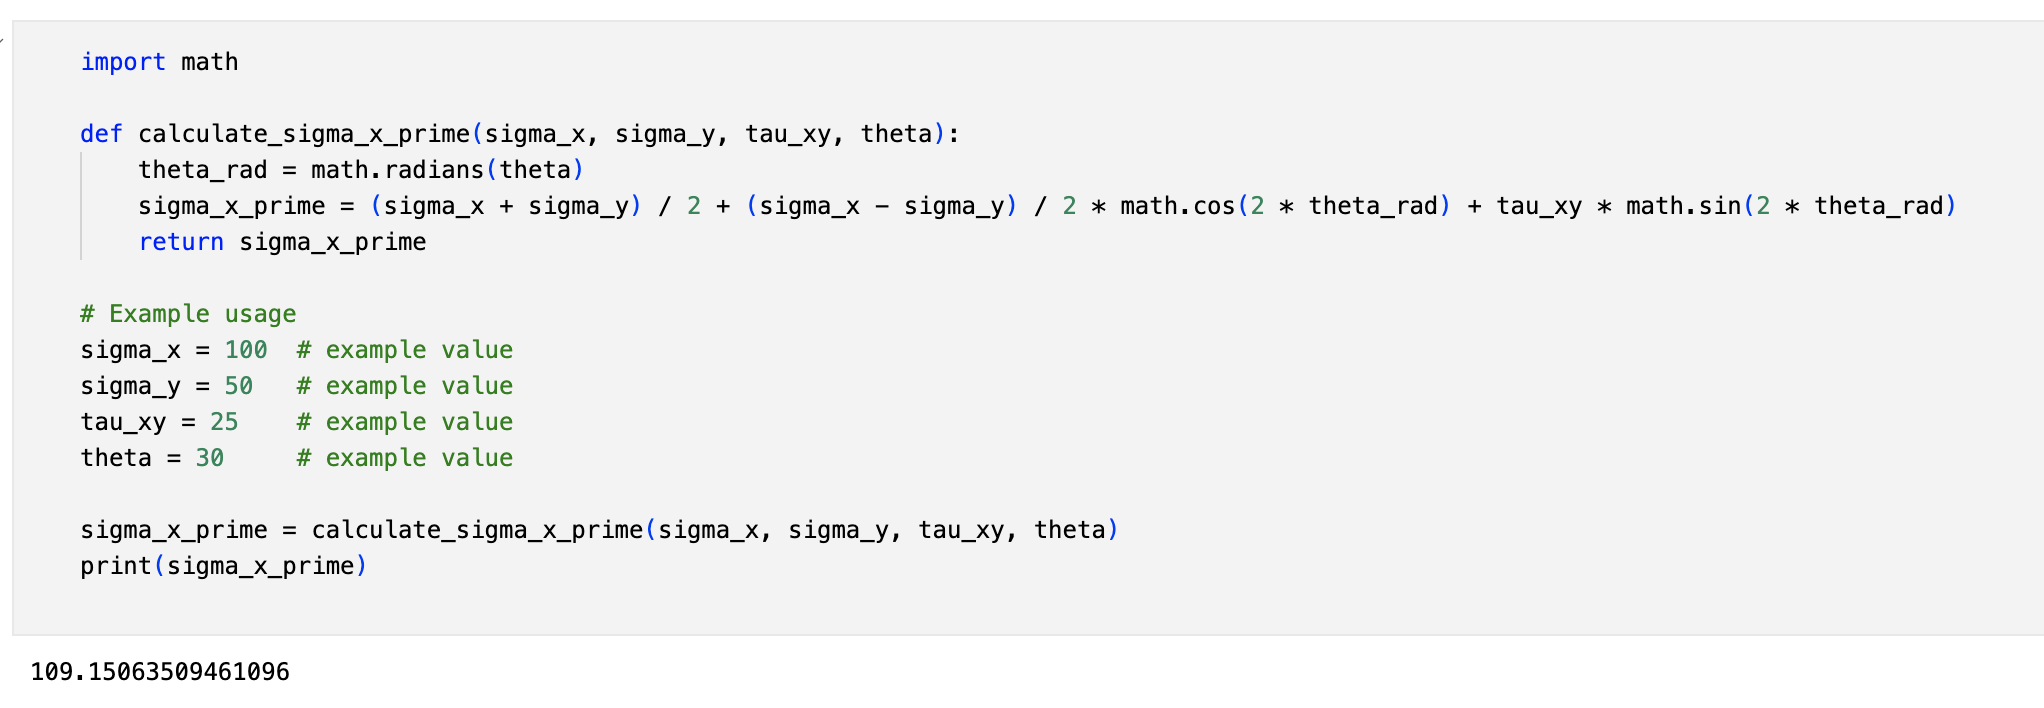 import math
def calculate_sigma_x_prime(sigma_x, sigma_y, tau_xy, theta):
    theta_rad = math.radians(theta)
    sigma_x_prime = (sigma_x + sigma_y) / 2 + (sigma_x - sigma_y) / 2 * math.cos(2 * theta_rad) + tau_xy * math.sin(2 * theta_rad)
    return sigma_x_prime
# Example usage
sigma_x = 100  # example value
sigma_y = 50   # example value
tau_xy = 25    # example value
theta = 30     # example value
sigma_x_prime = calculate_sigma_x_prime(sigma_x, sigma_y, tau_xy, theta)
print(sigma_x_prime)
109.15063509461096